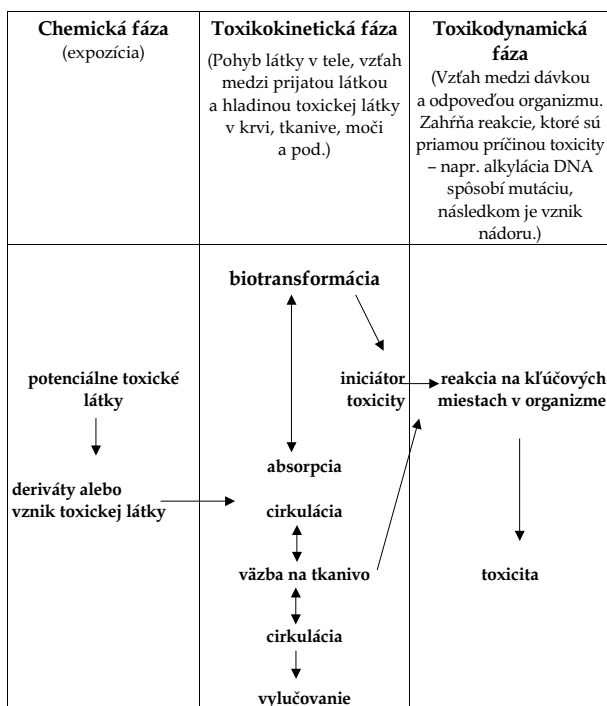 Chemická fáza
(expozícia)
Toxikokinetická fáza
(Pohyb látky v tele, vzťah
medzi prijatou látkou
a hladinou toxickej látky
v krvi, tkanive, moči
a pod.)
Toxikodynamická
fáza
(Vzťah medzi dávkou
a odpoveďou organizmu.
Zahŕňa reakcie, ktoré sú
priamou príčinou toxicity
– napr. alkylácia DNA
spôsobí mutáciu,
následkom je vznik
nádoru.)
potenciálne toxické
látky
deriváty alebo
vznik toxickej látky
biotransformácia
iniciátor
toxicity
absorpcia
cirkulácia
väzba na tkanivo
cirkulácia
vylučovanie
reakcia na kľúčových
miestach v organizme
toxicita